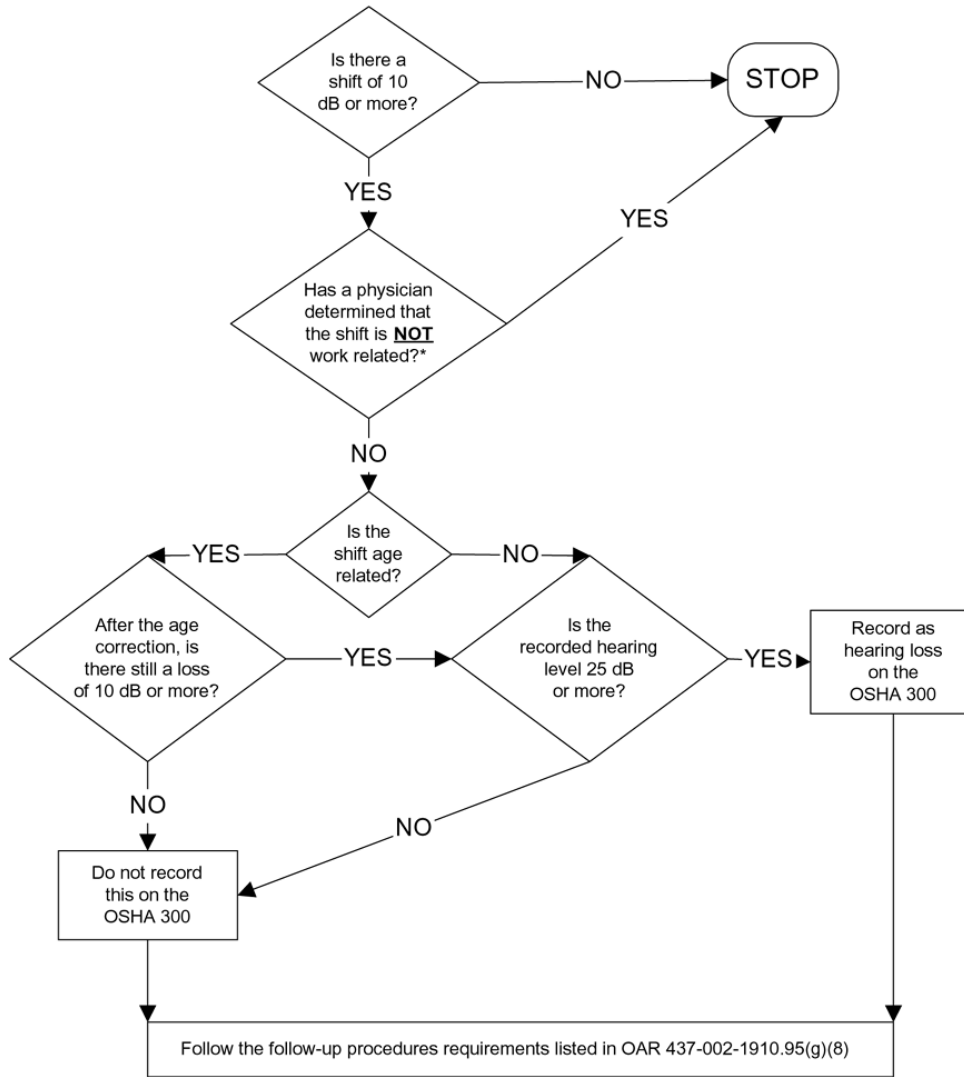 Is there a
shift of 10
dB or more?
NO
STOP
YES
YES
Has a physician
determined that
the shift is NOT
work related?*
NO
Is the
shift age
related?
YES
NO
After the age
correction, is
there still a loss
of 10 dB or more?
YES
Is the
recorded hearing
level 25 dB
or more?
YES
Record as
hearing loss
on the
OSHA 300
NO
NO
Do not record
this on the
OSHA 300
Follow the follow-up procedures requirements listed in OAR 437-002-1910.95(g)(8)